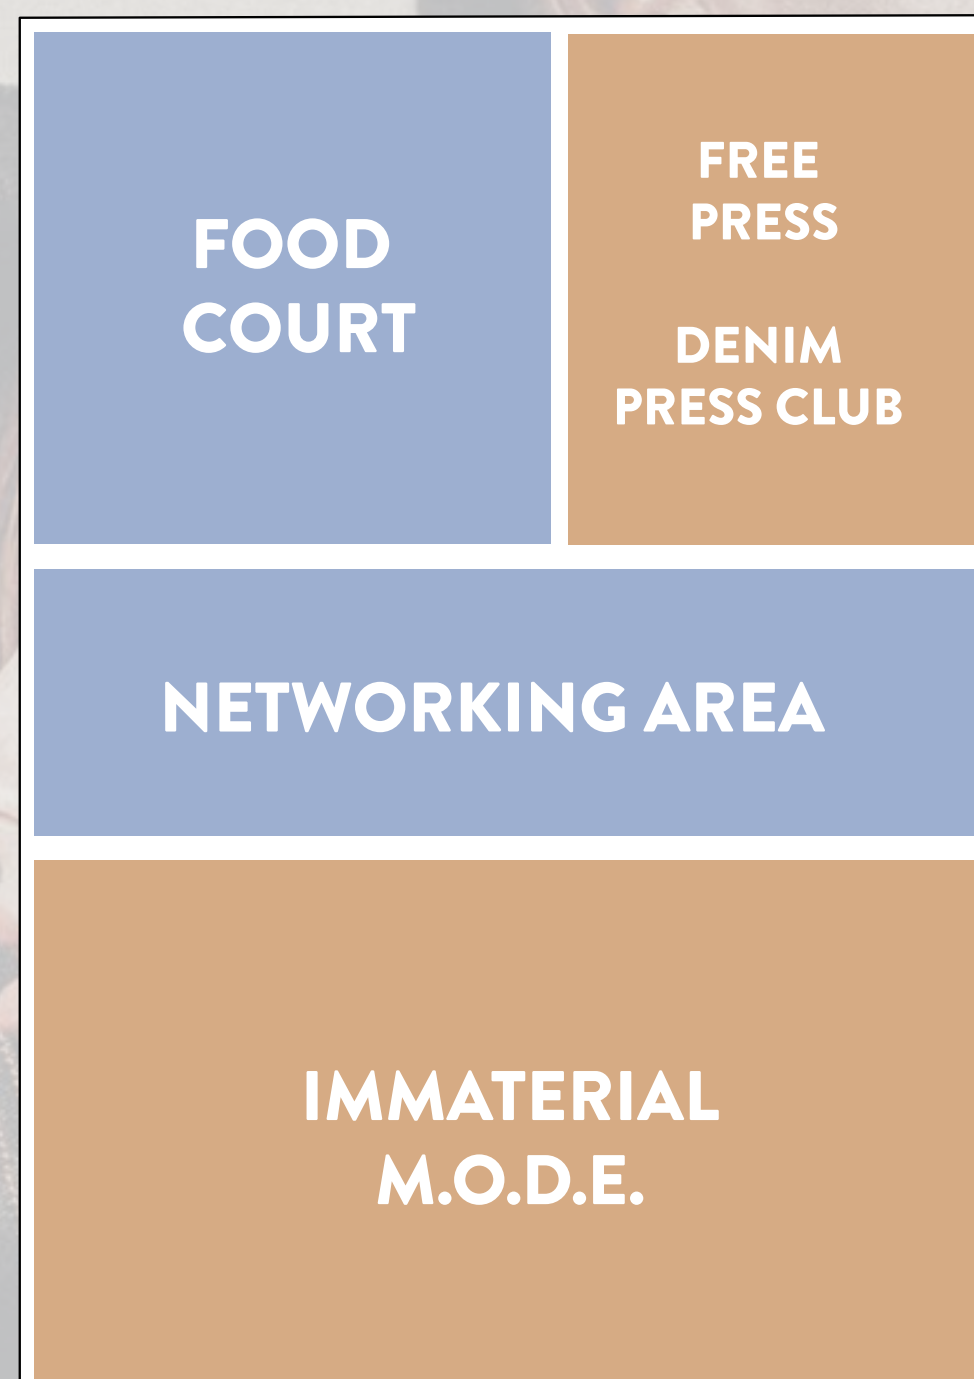 FOOD
COURT
FREE
PRESS
DENIM
PRESS CLUB
NETWORKING AREA
IMMATERIAL
M.O.D.E.